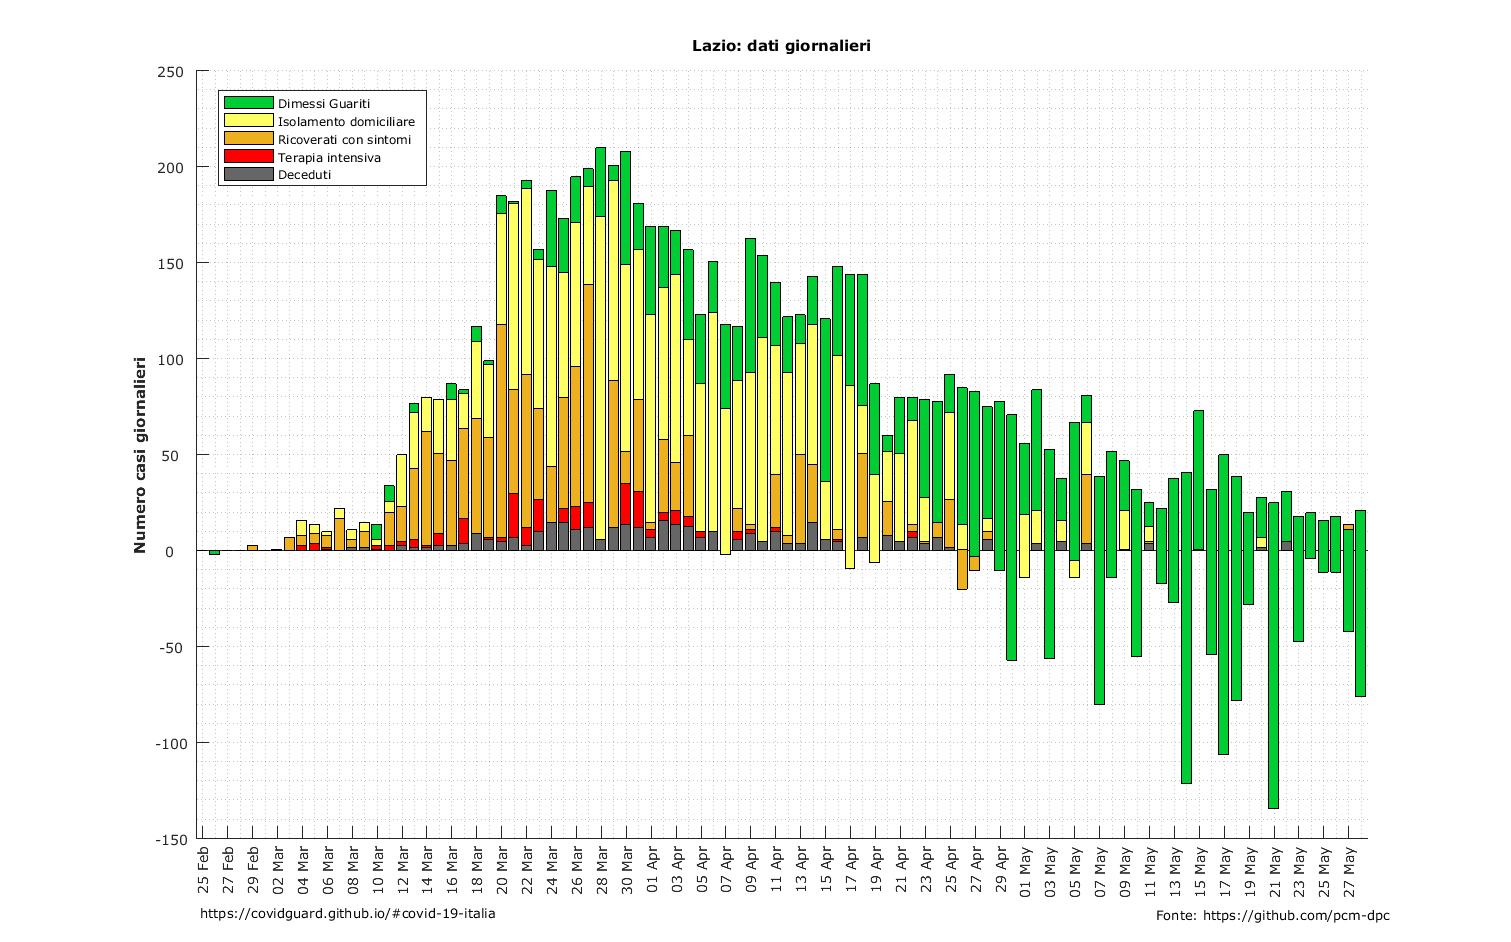 Lazio: dati giornalieri
250
200
150
100
50
0
-50
-100
-150
Numero casi giornalieri
Dimessi Guariti
Isolamento domiciliare
Ricoverati con sintomi
Terapia intensiva
Deceduti
25 Feb
27 Feb
29 Feb
02 Mar
04 Mar
06 Mar
08 Mar
10 Mar
12 Mar
14 Mar
16 Mar
18 Mar
20 Mar
22 Mar
24 Mar
26 Mar
28 Mar
30 Mar
01 Apr
03 Apr
05 Apr
07 Apr
09 Apr
11 Apr
13 Apr
15 Apr
17 Apr
19 Apr
21 Apr
23 Apr
25 Apr
27 Apr
29 Apr
01 May
03 May
05 May
07 May
09 May
11 May
13 May
15 May
17 May
19 May
21 May
23 May
25 May
27 May
https://covidguard.github.io/#covid-19-italia
Fonte: https://github.com/pcm-dpc